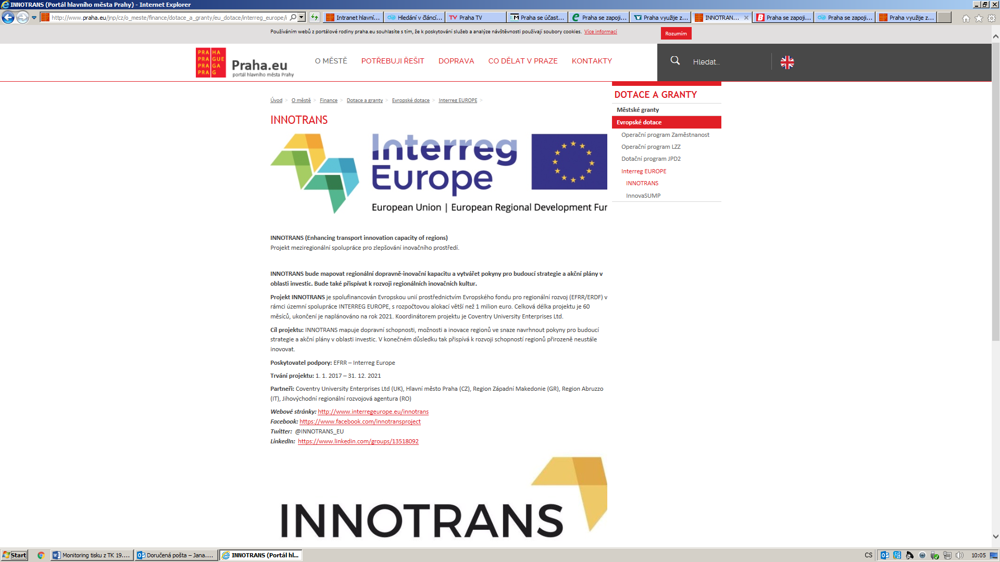 INNOTRANS (Portál hlavního města Prahy) - Internet Explorer
http://www.praha.eu/jnp/cz/o_meste/finance/dotace_a_granty/eu_dotace/interreg_europe/i
Intranet hlavní...
Hledání v článcí...
Praha TV
Praha se účast...
Praha se zapoji...
Praha využije z...
INNOTRAN...
Praha se zapoji...
Praha se zapoji...
Praha využije z...
Používáním webů z portálové rodiny praha.eu souhlasíte s tím, že k poskytování služeb a analýze návštěvnosti používají soubory cookies. Více informací
Rozumím
PRA HA
PRA GUE
PRA GA
PRA G
Praha.eu
portál hlavního města Prahy
O MĚSTĚ POTŘEBUJI ŘEŠIT DOPRAVA CO DĚLAT V PRAZE KONTAKTY
Hledat...
Úvod > O městě > Finance > Dotace a granty > Evropské dotace > Interreg EUROPE >
INNOTRANS
Interreg
Europe
European Union | European Regional Development Fur
INNOTRANS (Enhancing transport innovation capacity of regions)
Projekt meziregionální spolupráce pro zlepšování inovačního prostředí.
INNOTRANS bude mapovat regionální dopravně-inovační kapacitu a vytvářet pokyny pro budoucí strategie a akční plány v
oblasti investic. Bude také přispívat k rozvoji regionálních inovačních kultur.
Projekt INNOTRANS je spolufinancován Evropskou unií prostřednictvím Evropského fondu pro regionální rozvoj (EFRR/ERDF) v
rámci územní spolupráce INTERREG EUROPE, s rozpočtovou alokací větší než 1 milion euro. Celková délka projektu je 60
měsíců, ukončení je naplánováno na rok 2021. Koordinátorem projektu je Coventry University Enterprises Ltd.
Cíl projektu: INNOTRANS mapuje dopravní schopnosti, možnosti a inovace regionů ve snaze navrhnout pokyny pro budoucí
strategie a akční plány v oblasti investic. V konečném důsledku tak přispívá k rozvoji schopností regionů přirozeně neustále
inovovat.
Poskytovatel podpory: EFRR – Interreg Europe
Trvání projektu: 1. 1. 2017 – 31. 12. 2021
Partneři: Coventry University Enterprises Ltd (UK), Hlavní město Praha (CZ), Region Západní Makedonie (GR), Region Abruzzo
(IT), Jihovýchodní regionální rozvojová agentura (RO)
Webové stránky: http://www.interregeurope.eu/innotrans
Facebook: https://www.facebook.com/innotransproject
Twitter: @INNOTRANS_EU
LinkedIn: https://www.linkedin.com/groups/13518092
INNOTRANS
DOTACE A GRANTY
Městské granty
Evropské dotace
Operační program Zaměstnanost
Operační program LZZ
Dotační program JPD2
Interreg EUROPE
INNOTRANS
InnovaSUMP
Start
Monitoring tisku z TK 19....
Doručená pošta – Jana....
INNOTRANS (Portál hl...
CS
10:05